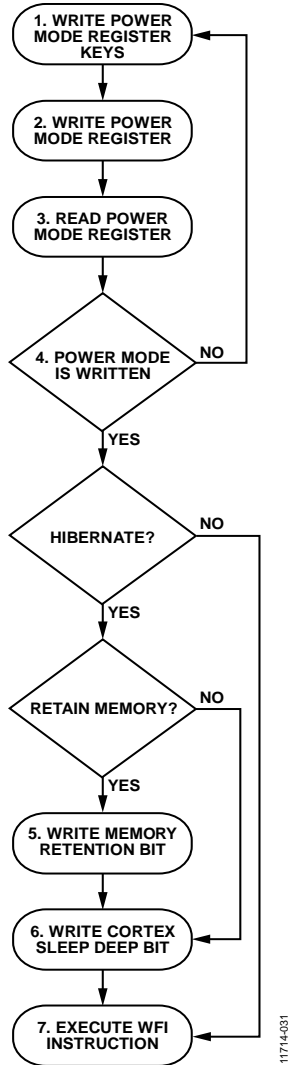 1. WRITE POWER
MODE REGISTER
KEYS
2. WRITE POWER
MODE REGISTER
3. READ POWER
MODE REGISTER
4. POWER MODE
IS WRITTEN
NO
YES
HIBERNATE?
NO
YES
RETAIN MEMORY?
NO
YES
5. WRITE MEMORY
RETENTION BIT
6. WRITE CORTEX
SLEEP DEEP BIT
7. EXECUTE WFI
INSTRUCTION
11714-031